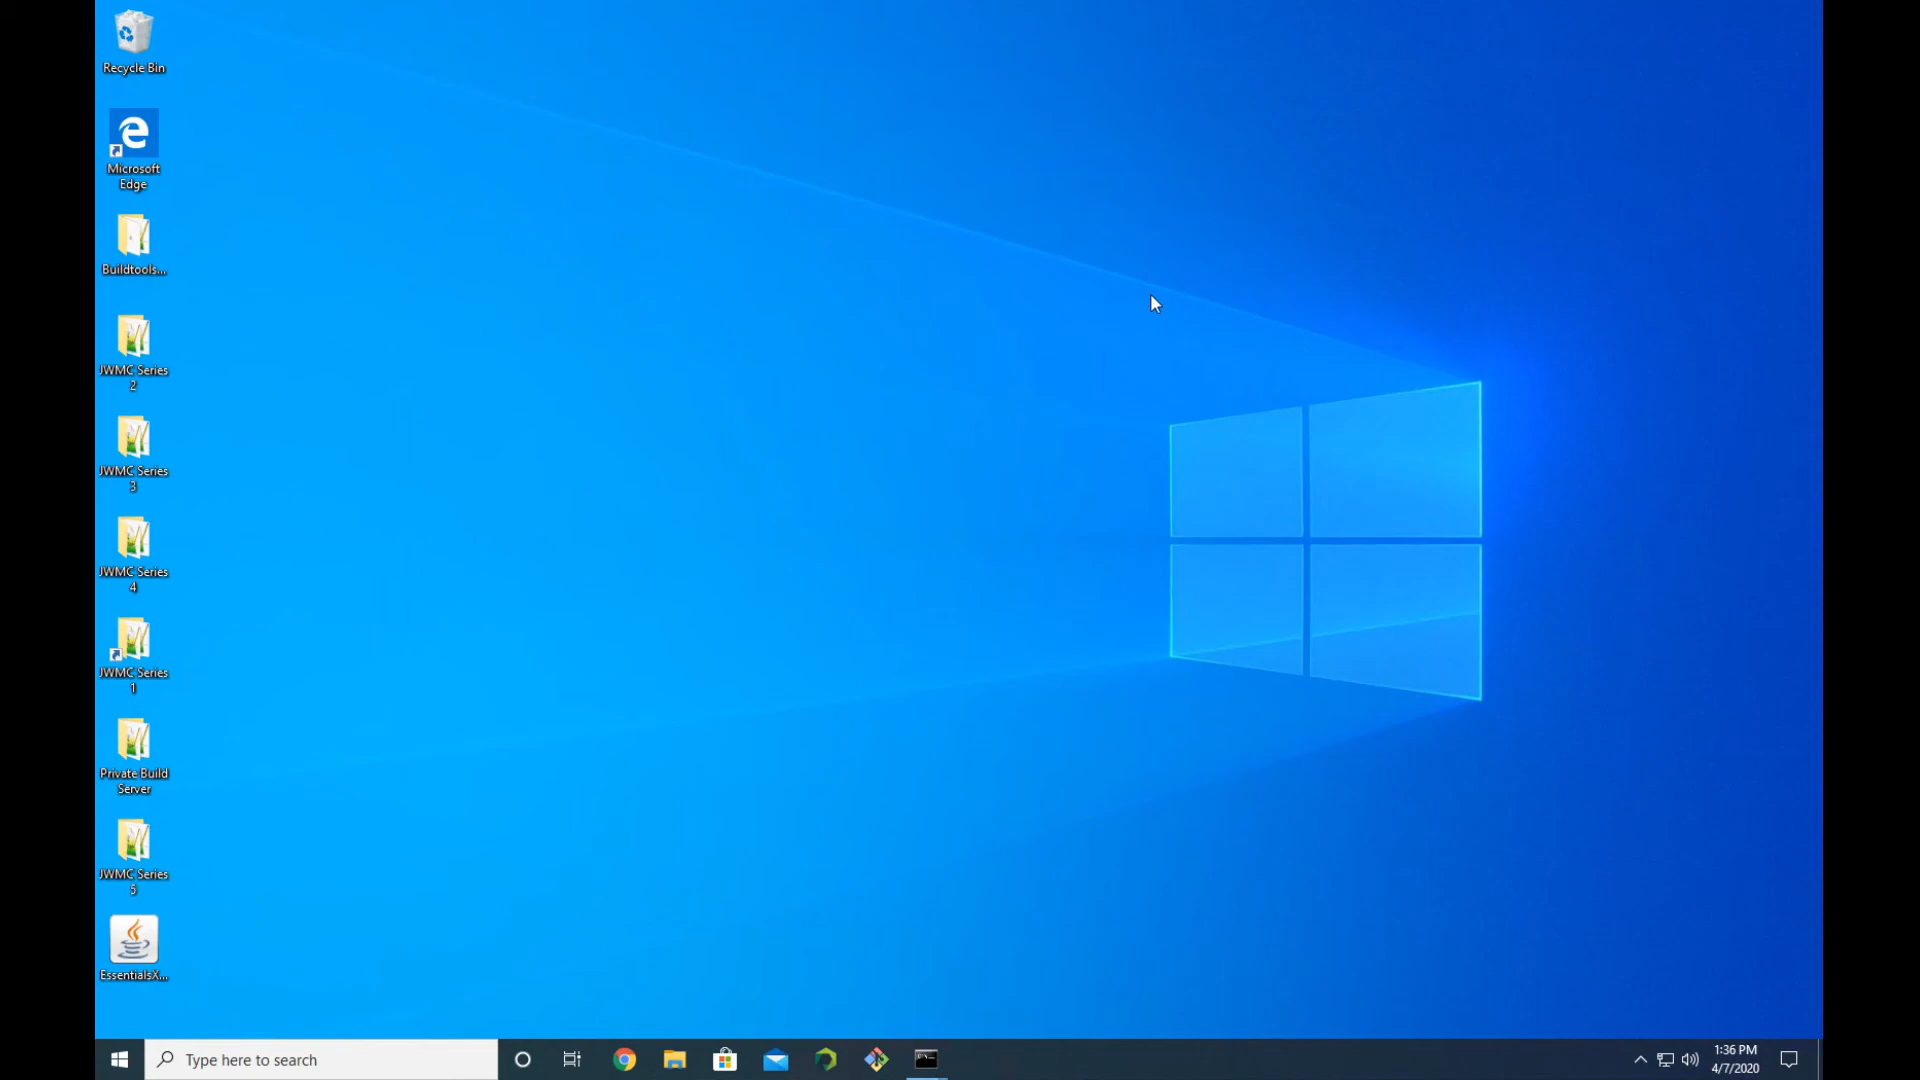 Recycle Bin
Microsoft
Edge
Buildtools...
JWMC Series
2
JWMC Series
3
JWMC Series
4
JWMC Series
1
Private Build
Server
JWMC Series
5
EssentialsX...
Type here to search
1:36 PM
4/7/2020